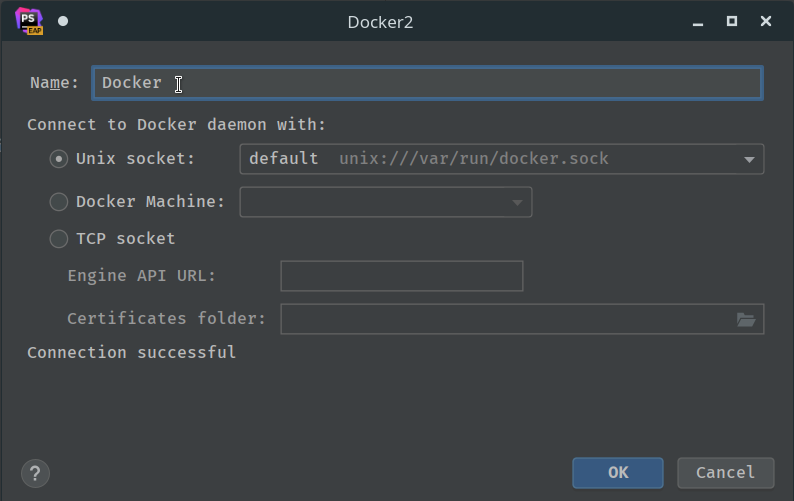 PS
EAP
Docker2
Name: Docker
Connect to Docker daemon with:
Unix socket: default unix:///var/run/docker.sock
Docker Machine:
TCP socket
Engine API URL:
Certificates folder:
Connection successful
? OK Cancel